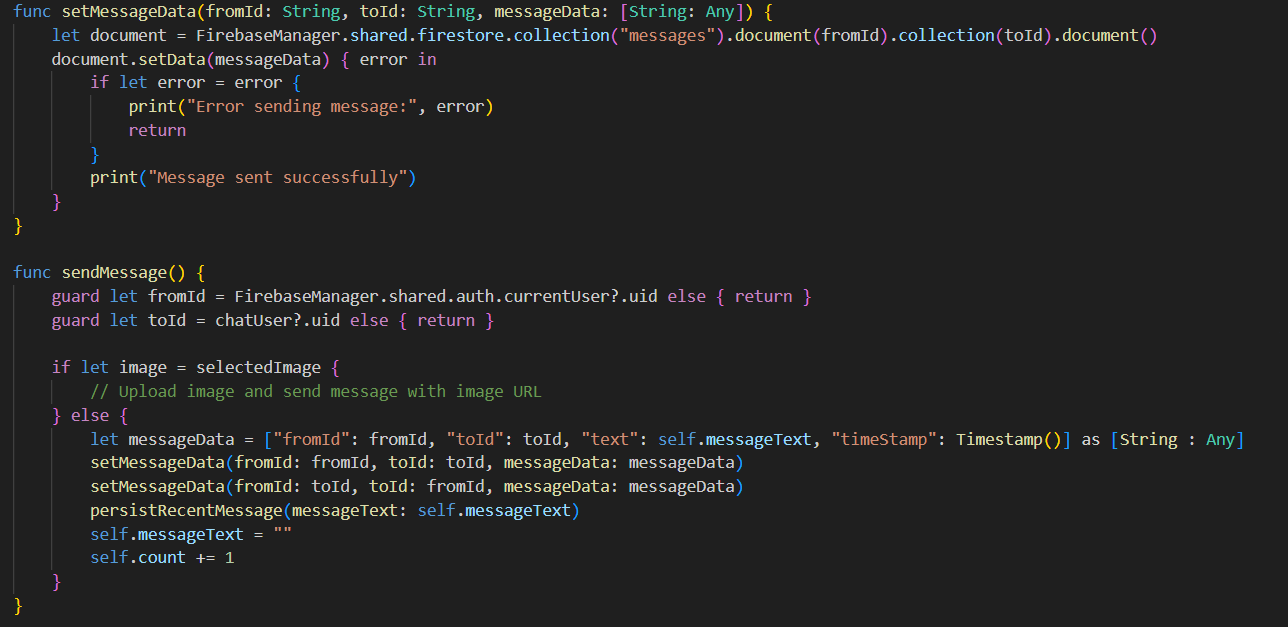 func setMessageData(fromId: String, toId: String, messageData: [String: Any]) {
    let document = FirebaseManager.shared.firestore.collection("messages").document(fromId).collection(toId).document()
    document.setData(messageData) { error in
        if let error = error {
            print("Error sending message:", error)
            return
        }
        print("Message sent successfully")
    }
}

func sendMessage() {
    guard let fromId = FirebaseManager.shared.auth.currentUser?.uid else { return }
    guard let toId = chatUser?.uid else { return }

    if let image = selectedImage {
        // Upload image and send message with image URL
    } else {
        let messageData = ["fromId": fromId, "toId": toId, "text": self.messageText, "timeStamp": Timestamp()] as [String : Any]
        setMessageData(fromId: fromId, toId: toId, messageData: messageData)
        setMessageData(fromId: toId, toId: fromId, messageData: messageData)
        persistRecentMessage(messageText: self.messageText)
        self.messageText = ""
        self.count += 1
    }
}